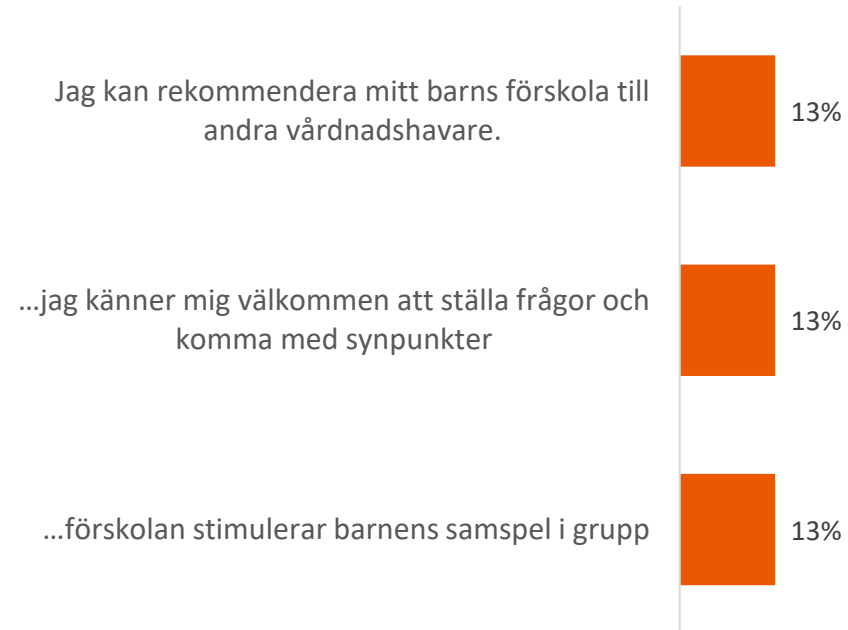 Jag kan rekommendera mitt barns förskola till
andra vårdnadshavare.
13%
…jag känner mig välkommen att ställa frågor och
komma med synpunkter
13%
…förskolan stimulerar barnens samspel i grupp
13%